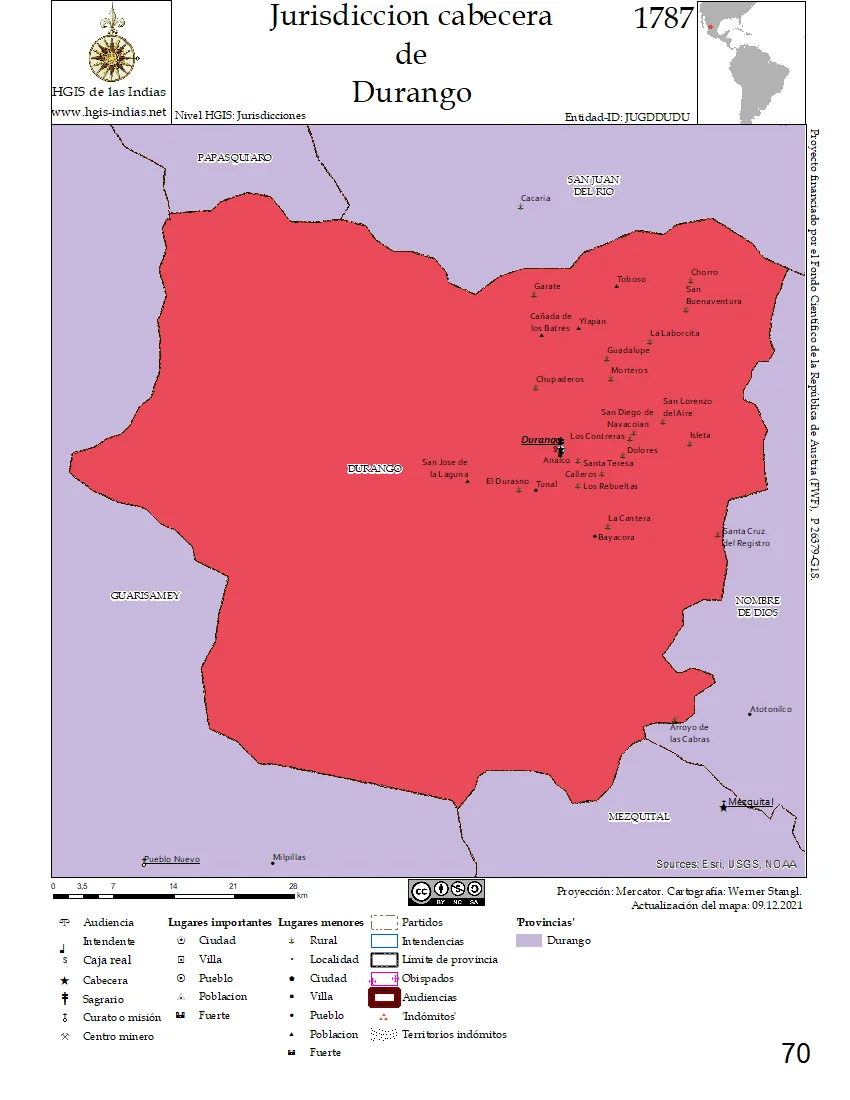 Jurisdiccion cabecera
de
Durango
1787
HGIS de las Indias
www.hgis-indias.net
Nivel HGIS: Jurisdicciones
Entidad-ID: JUGDDUDU
Proyecto financiado por el Fondo Científico de la República de Austria (FWF), P 26379-G18.
PAPASQUIARO
SAN JUAN
DEL RIO
Cacaria
Garate
Toboso
Chorro
San
Buenaventura
Cañada de
los Batres
Ylapan
La Laborcita
Guadalupe
Morteros
Chupaderos
San Lorenzo
del Aire
San Diego de
Navacoian
Los Contreras
Isleta
Durango
S
Dolores
Analco
Santa Teresa
DURANGO
San Jose de
la Laguna
Calleros
El Durasno
Tunal
Los Rebueltas
La Cantera
Bayacora
Santa Cruz
del Registro
GUARISAMEY
NOMBRE
DE DIOS
Atotonilco
Arroyo de
las Cabras
Mezquital
MEZQUITAL
Pueblo Nuevo
Milpillas
Sources: Esri, USGS, NOAA
0 3,5 7 14 21 28
km
cc
BY NC SA
Proyección: Mercator. Cartografía: Werner Stangl.
Actualización del mapa: 09.12.2021
Audiencia
Intendente
S Caja real
Cabecera
Sagrario
Curato o misión
Centro minero
Lugares importantes
Ciudad
Villa
Pueblo
Poblacion
Fuerte
Lugares menores
Rural
Localidad
Ciudad
Villa
Pueblo
Poblacion
Fuerte
Partidos
Intendencias
Límite de provincia
Obispados
Audiencias
'Indómitos'
Territorios indómitos
'Provincias'
Durango
70